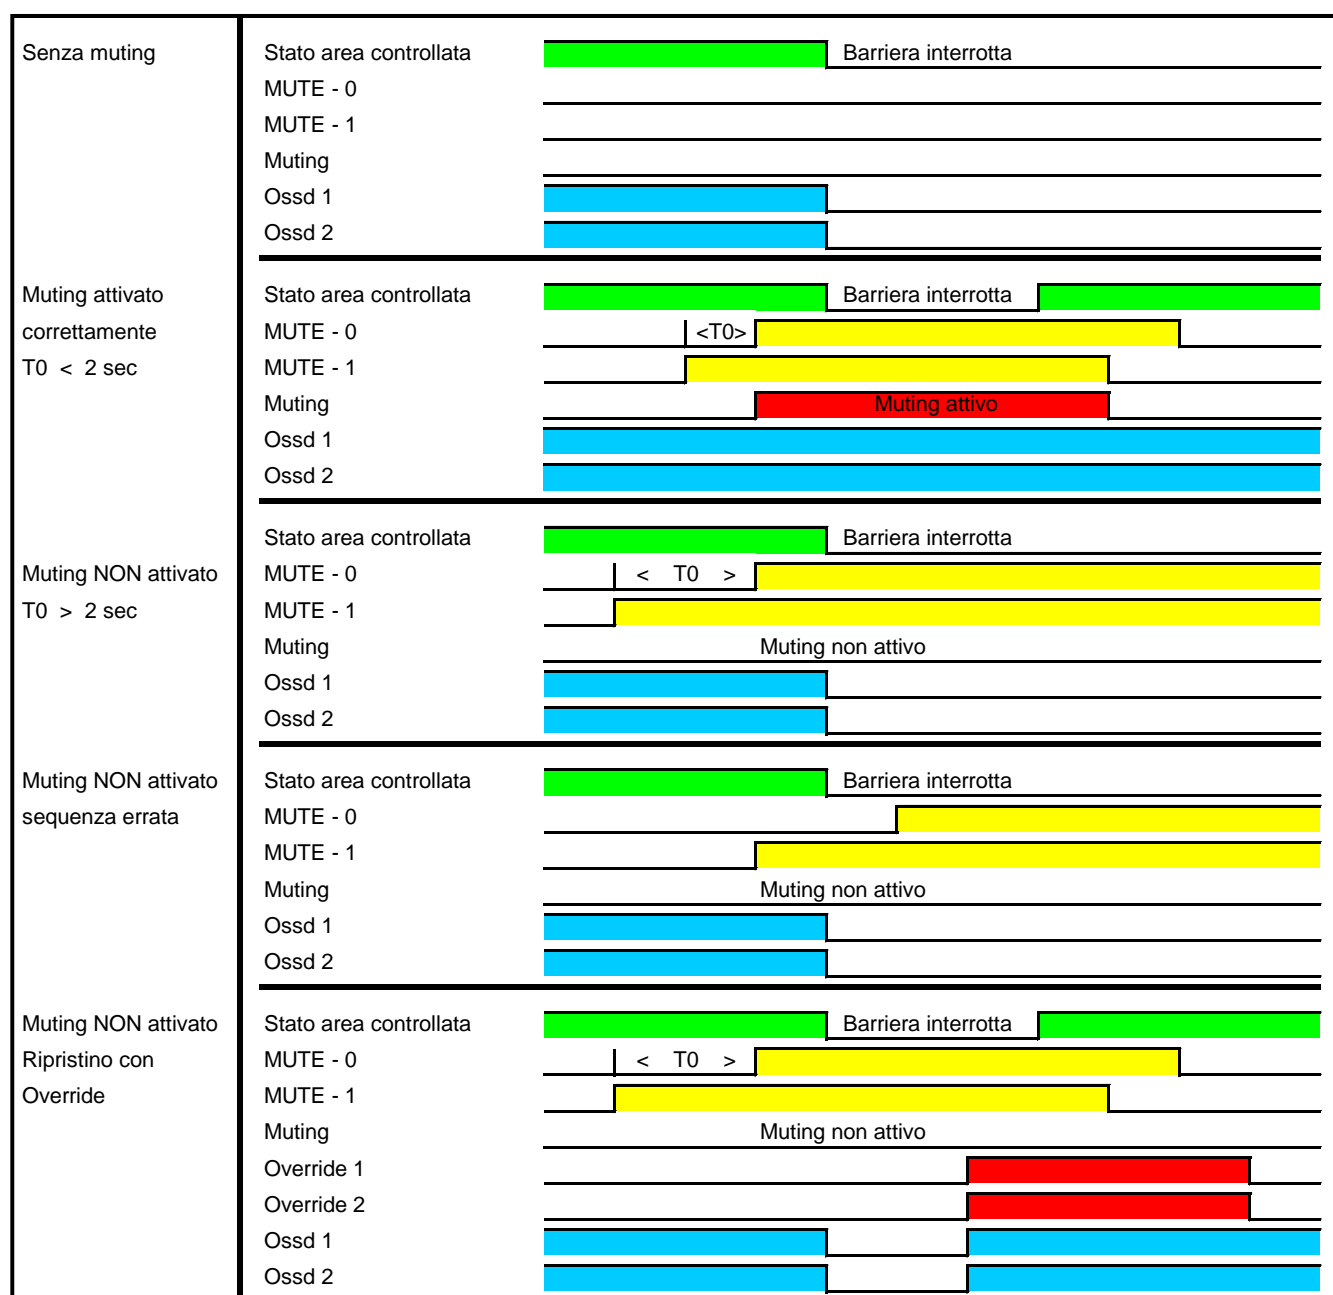 Senza muting
Stato area controllata
Barriera interrotta
MUTE - 0
MUTE - 1
Muting
Ossd 1
Ossd 2
Muting attivato
correttamente
T0 < 2 sec
Stato area controllata
Barriera interrotta
MUTE - 0
<T0>
MUTE - 1
Muting
Muting attivo
Ossd 1
Ossd 2
Muting NON attivato
T0 > 2 sec
Stato area controllata
Barriera interrotta
MUTE - 0
< T0 >
MUTE - 1
Muting
Muting non attivo
Ossd 1
Ossd 2
Muting NON attivato
sequenza errata
Stato area controllata
Barriera interrotta
MUTE - 0
MUTE - 1
Muting
Muting non attivo
Ossd 1
Ossd 2
Muting NON attivato
Ripristino con
Override
Stato area controllata
Barriera interrotta
MUTE - 0
< T0 >
MUTE - 1
Muting
Muting non attivo
Override 1
Override 2
Ossd 1
Ossd 2